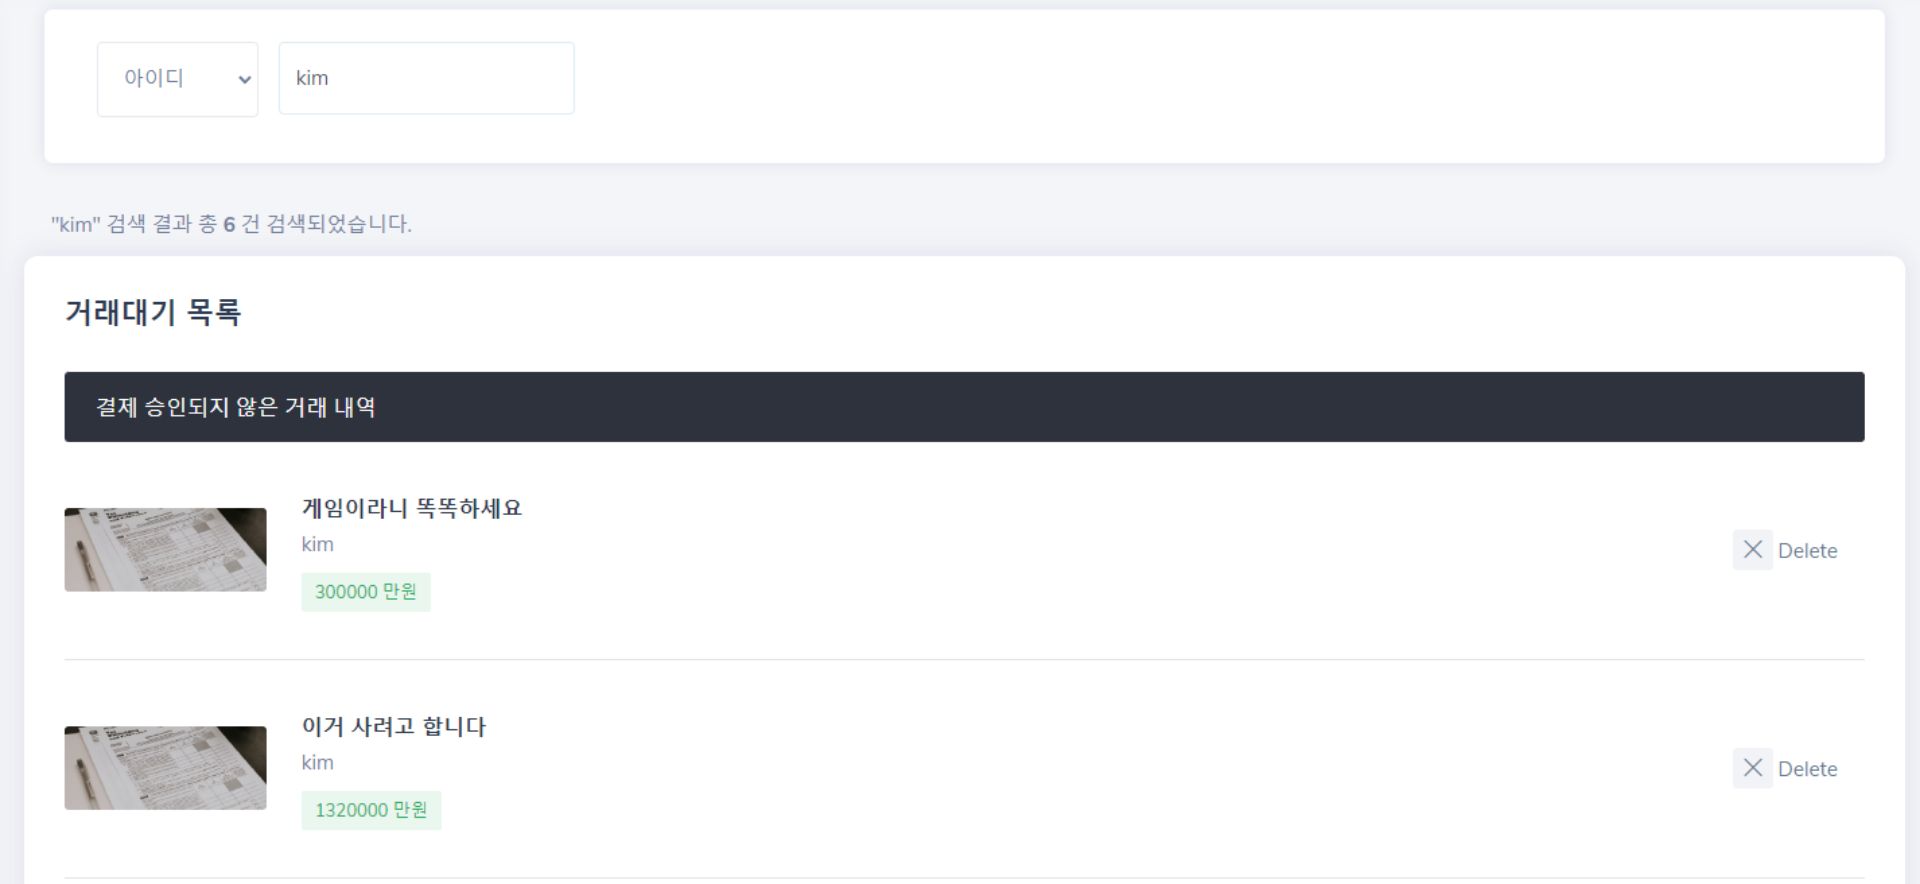 아이디
kim
"kim" 검색 결과 총 6 건 검색되었습니다.
거래대기 목록
결제 승인되지 않은 거래 내역
게임이라니 똑똑하세요
kim
300000 만원
Delete
이거 사려고 합니다
kim
1320000 만원
Delete